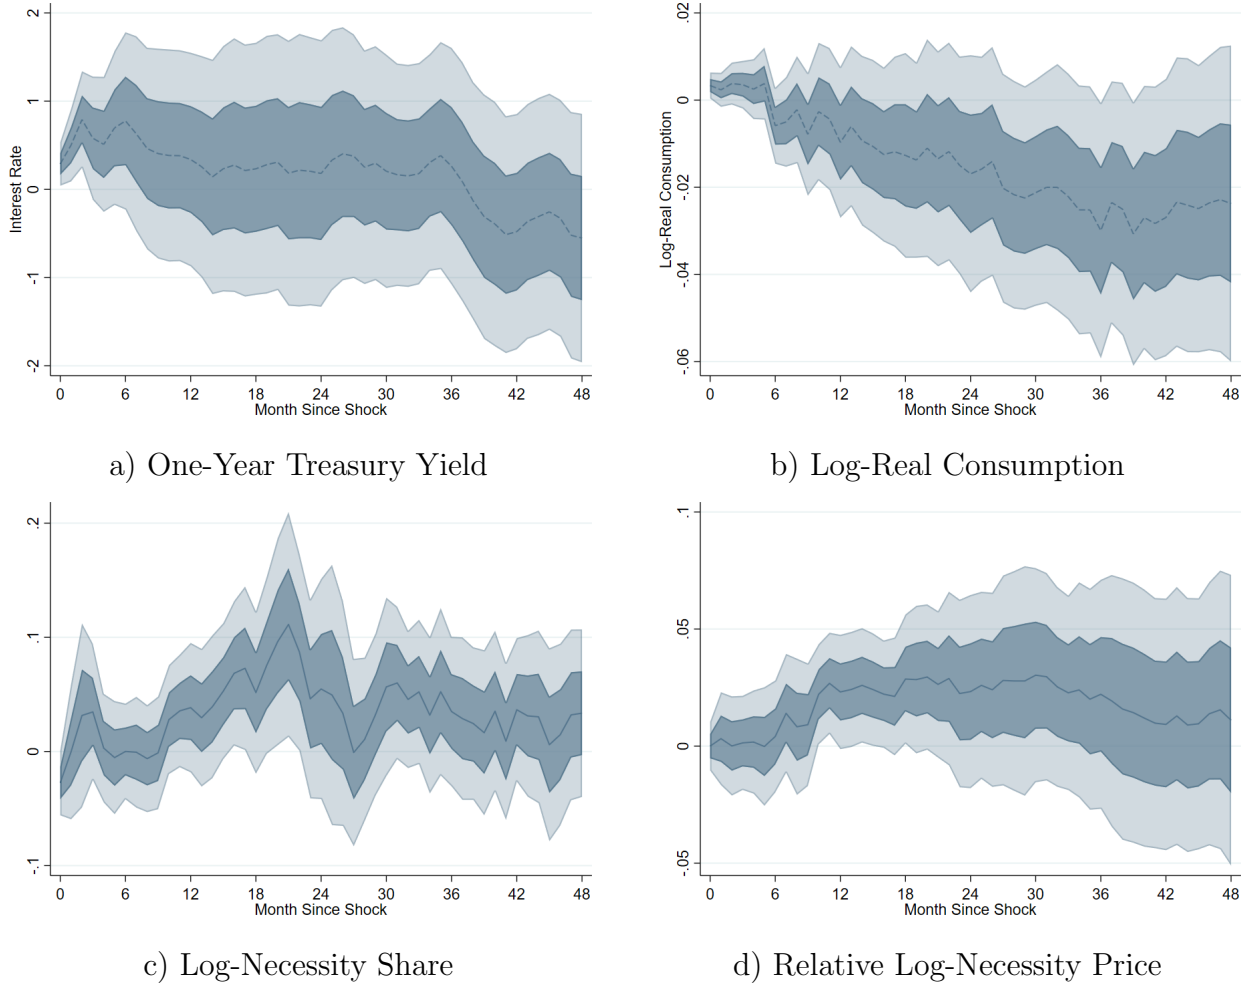 2
1
0
-1
-2
Interest Rate
0 6 12 18 24 30 36 42 48
Month Since Shock
a) One-Year Treasury Yield
.02
0
-.02
-.04
-.06
Log-Real Consumption
0 6 12 18 24 30 36 42 48
Month Since Shock
b) Log-Real Consumption
.2
.1
0
-.1
0 6 12 18 24 30 36 42 48
Month Since Shock
c) Log-Necessity Share
.1
.05
0
-.05
0 6 12 18 24 30 36 42 48
Month Since Shock
d) Relative Log-Necessity Price